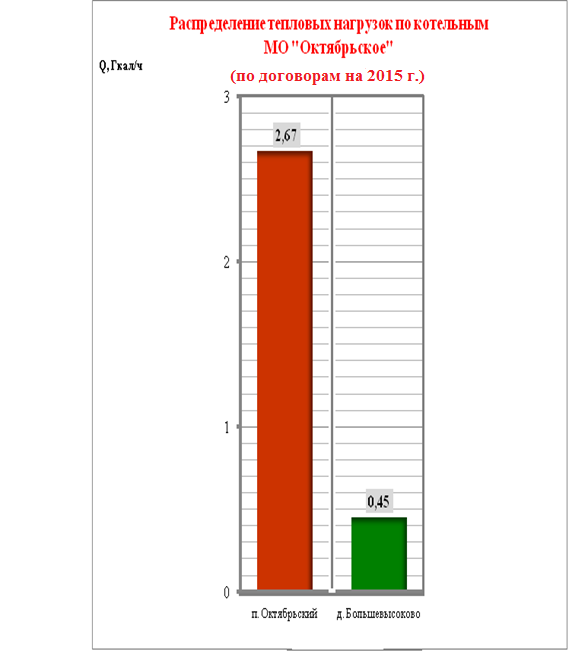 Распределение тепловых нагрузок по котельным
МО "Октябрьское"
(по договорам на 2015 г.)
Q, Гкал/ч
3
2,67
2
1
0,45
0
п. Октябрьский д. Большевысоково